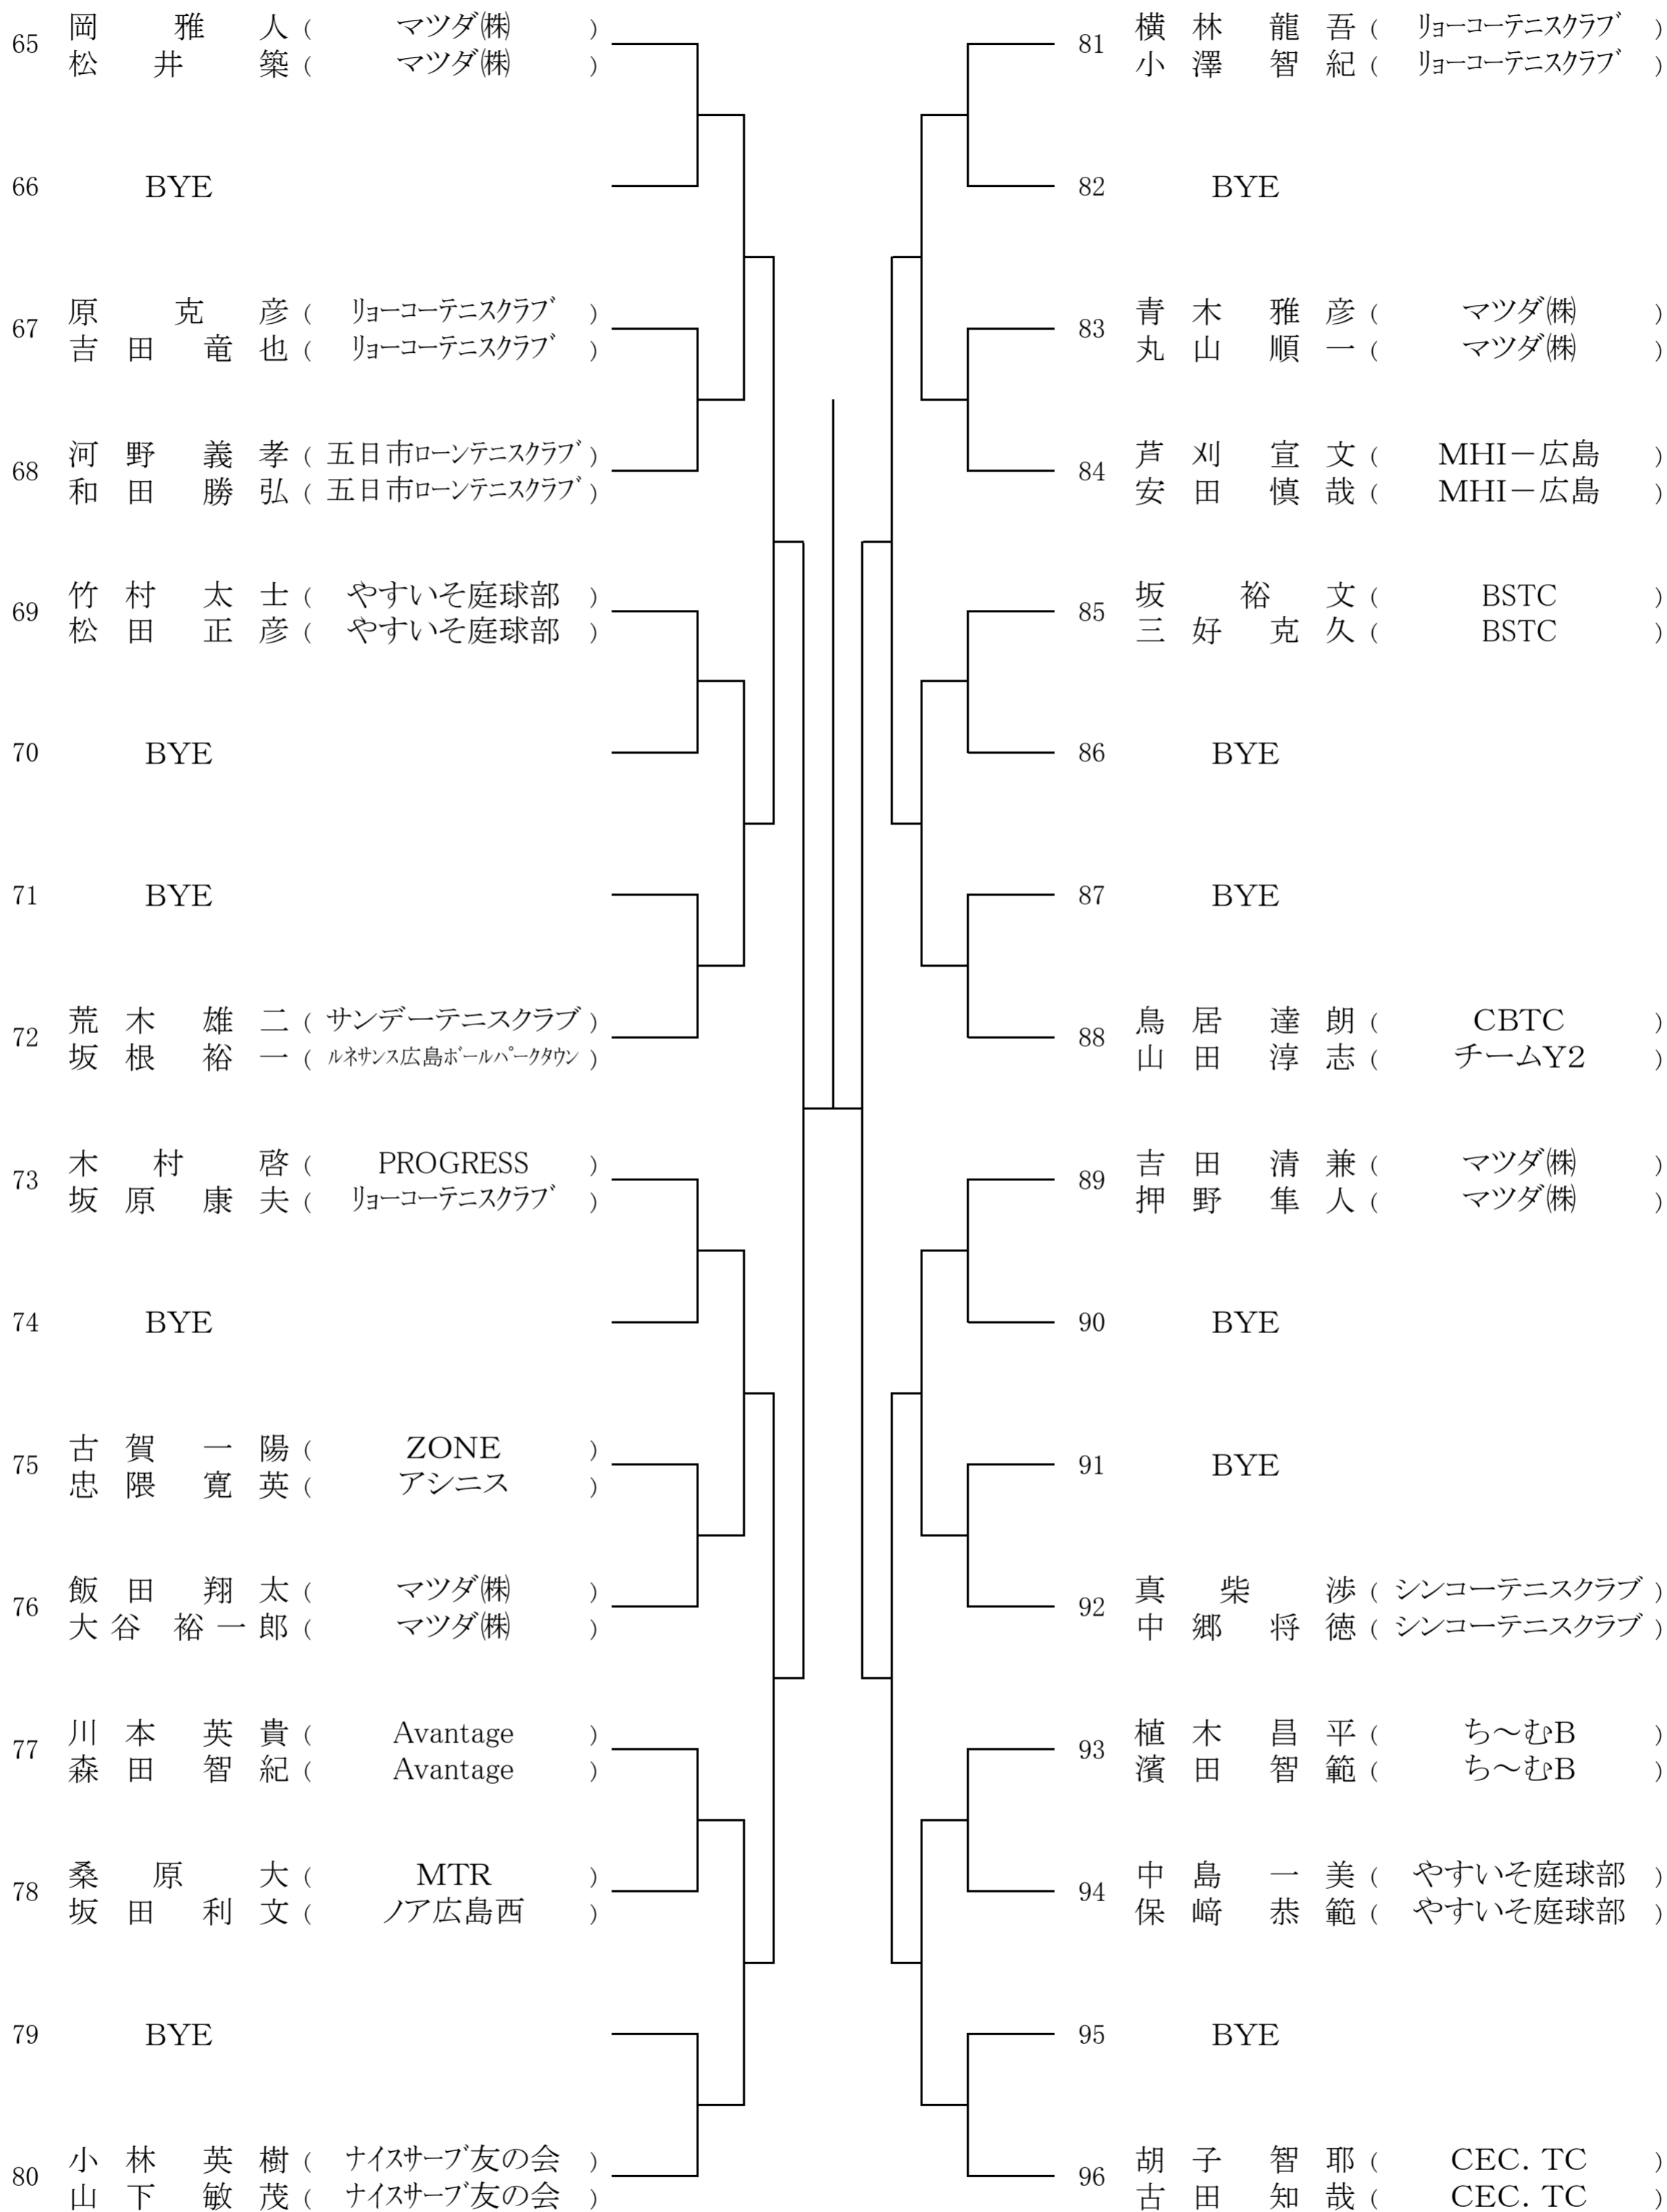 65 岡 雅 人 ( マツダ㈱ )
松 井 築 ( マツダ㈱ )
66 BYE
67 原 克 彦 ( ﾘｮｰｺｰﾃﾆｽｸﾗﾌﾞ )
吉 田 竜 也 ( ﾘｮｰｺｰﾃﾆｽｸﾗﾌﾞ )
68 河 野 義 孝 ( 五日市ﾛｰﾝﾃﾆｽｸﾗﾌﾞ )
和 田 勝 弘 ( 五日市ﾛｰﾝﾃﾆｽｸﾗﾌﾞ )
69 竹 村 太 士 ( やすいそ庭球部 )
松 田 正 彦 ( やすいそ庭球部 )
70 BYE
71 BYE
72 荒 木 雄 二 ( サンデーテニスクラブ )
坂 根 裕 一 ( ﾙﾈｻﾝｽ広島ﾎﾞｰﾙﾊﾟｰｸﾀｳﾝ )
73 木 村 啓 ( PROGRESS )
坂 原 康 夫 ( ﾘｮｰｺｰﾃﾆｽｸﾗﾌﾞ )
74 BYE
75 古 賀 一 陽 ( ZONE )
忠 隈 寛 英 ( アシニス )
76 飯 田 翔 太 ( マツダ㈱ )
大 谷 裕 一 郎 ( マツダ㈱ )
77 川 本 英 貴 ( Avantage )
森 田 智 紀 ( Avantage )
78 桑 原 大 ( MTR )
坂 田 利 文 ( ノア広島西 )
79 BYE
80 小 林 英 樹 ( ﾅｲｽｻｰﾌﾞ友の会 )
山 下 敏 茂 ( ﾅｲｽｻｰﾌﾞ友の会 )
81 横 林 龍 吾 ( ﾘｮｰｺｰﾃﾆｽｸﾗﾌﾞ )
小 澤 智 紀 ( ﾘｮｰｺｰﾃﾆｽｸﾗﾌﾞ )
82 BYE
83 青 木 雅 彦 ( マツダ㈱ )
丸 山 順 一 ( マツダ㈱ )
84 芦 刈 宣 文 ( MHI－広島 )
安 田 慎 哉 ( MHI－広島 )
85 坂 裕 文 ( BSTC )
三 好 克 久 ( BSTC )
86 BYE
87 BYE
88 鳥 居 達 朗 ( CBTC )
山 田 淳 志 ( チームY2 )
89 吉 田 清 兼 ( マツダ㈱ )
押 野 隼 人 ( マツダ㈱ )
90 BYE
91 BYE
92 真 柴 渉 ( シンコーテニスクラブ )
中 郷 将 徳 ( シンコーテニスクラブ )
93 植 木 昌 平 ( ち～むB )
濱 田 智 範 ( ち～むB )
94 中 島 一 美 ( やすいそ庭球部 )
保 﨑 恭 範 ( やすいそ庭球部 )
95 BYE
96 胡 子 智 耶 ( CEC. TC )
古 田 知 哉 ( CEC. TC )